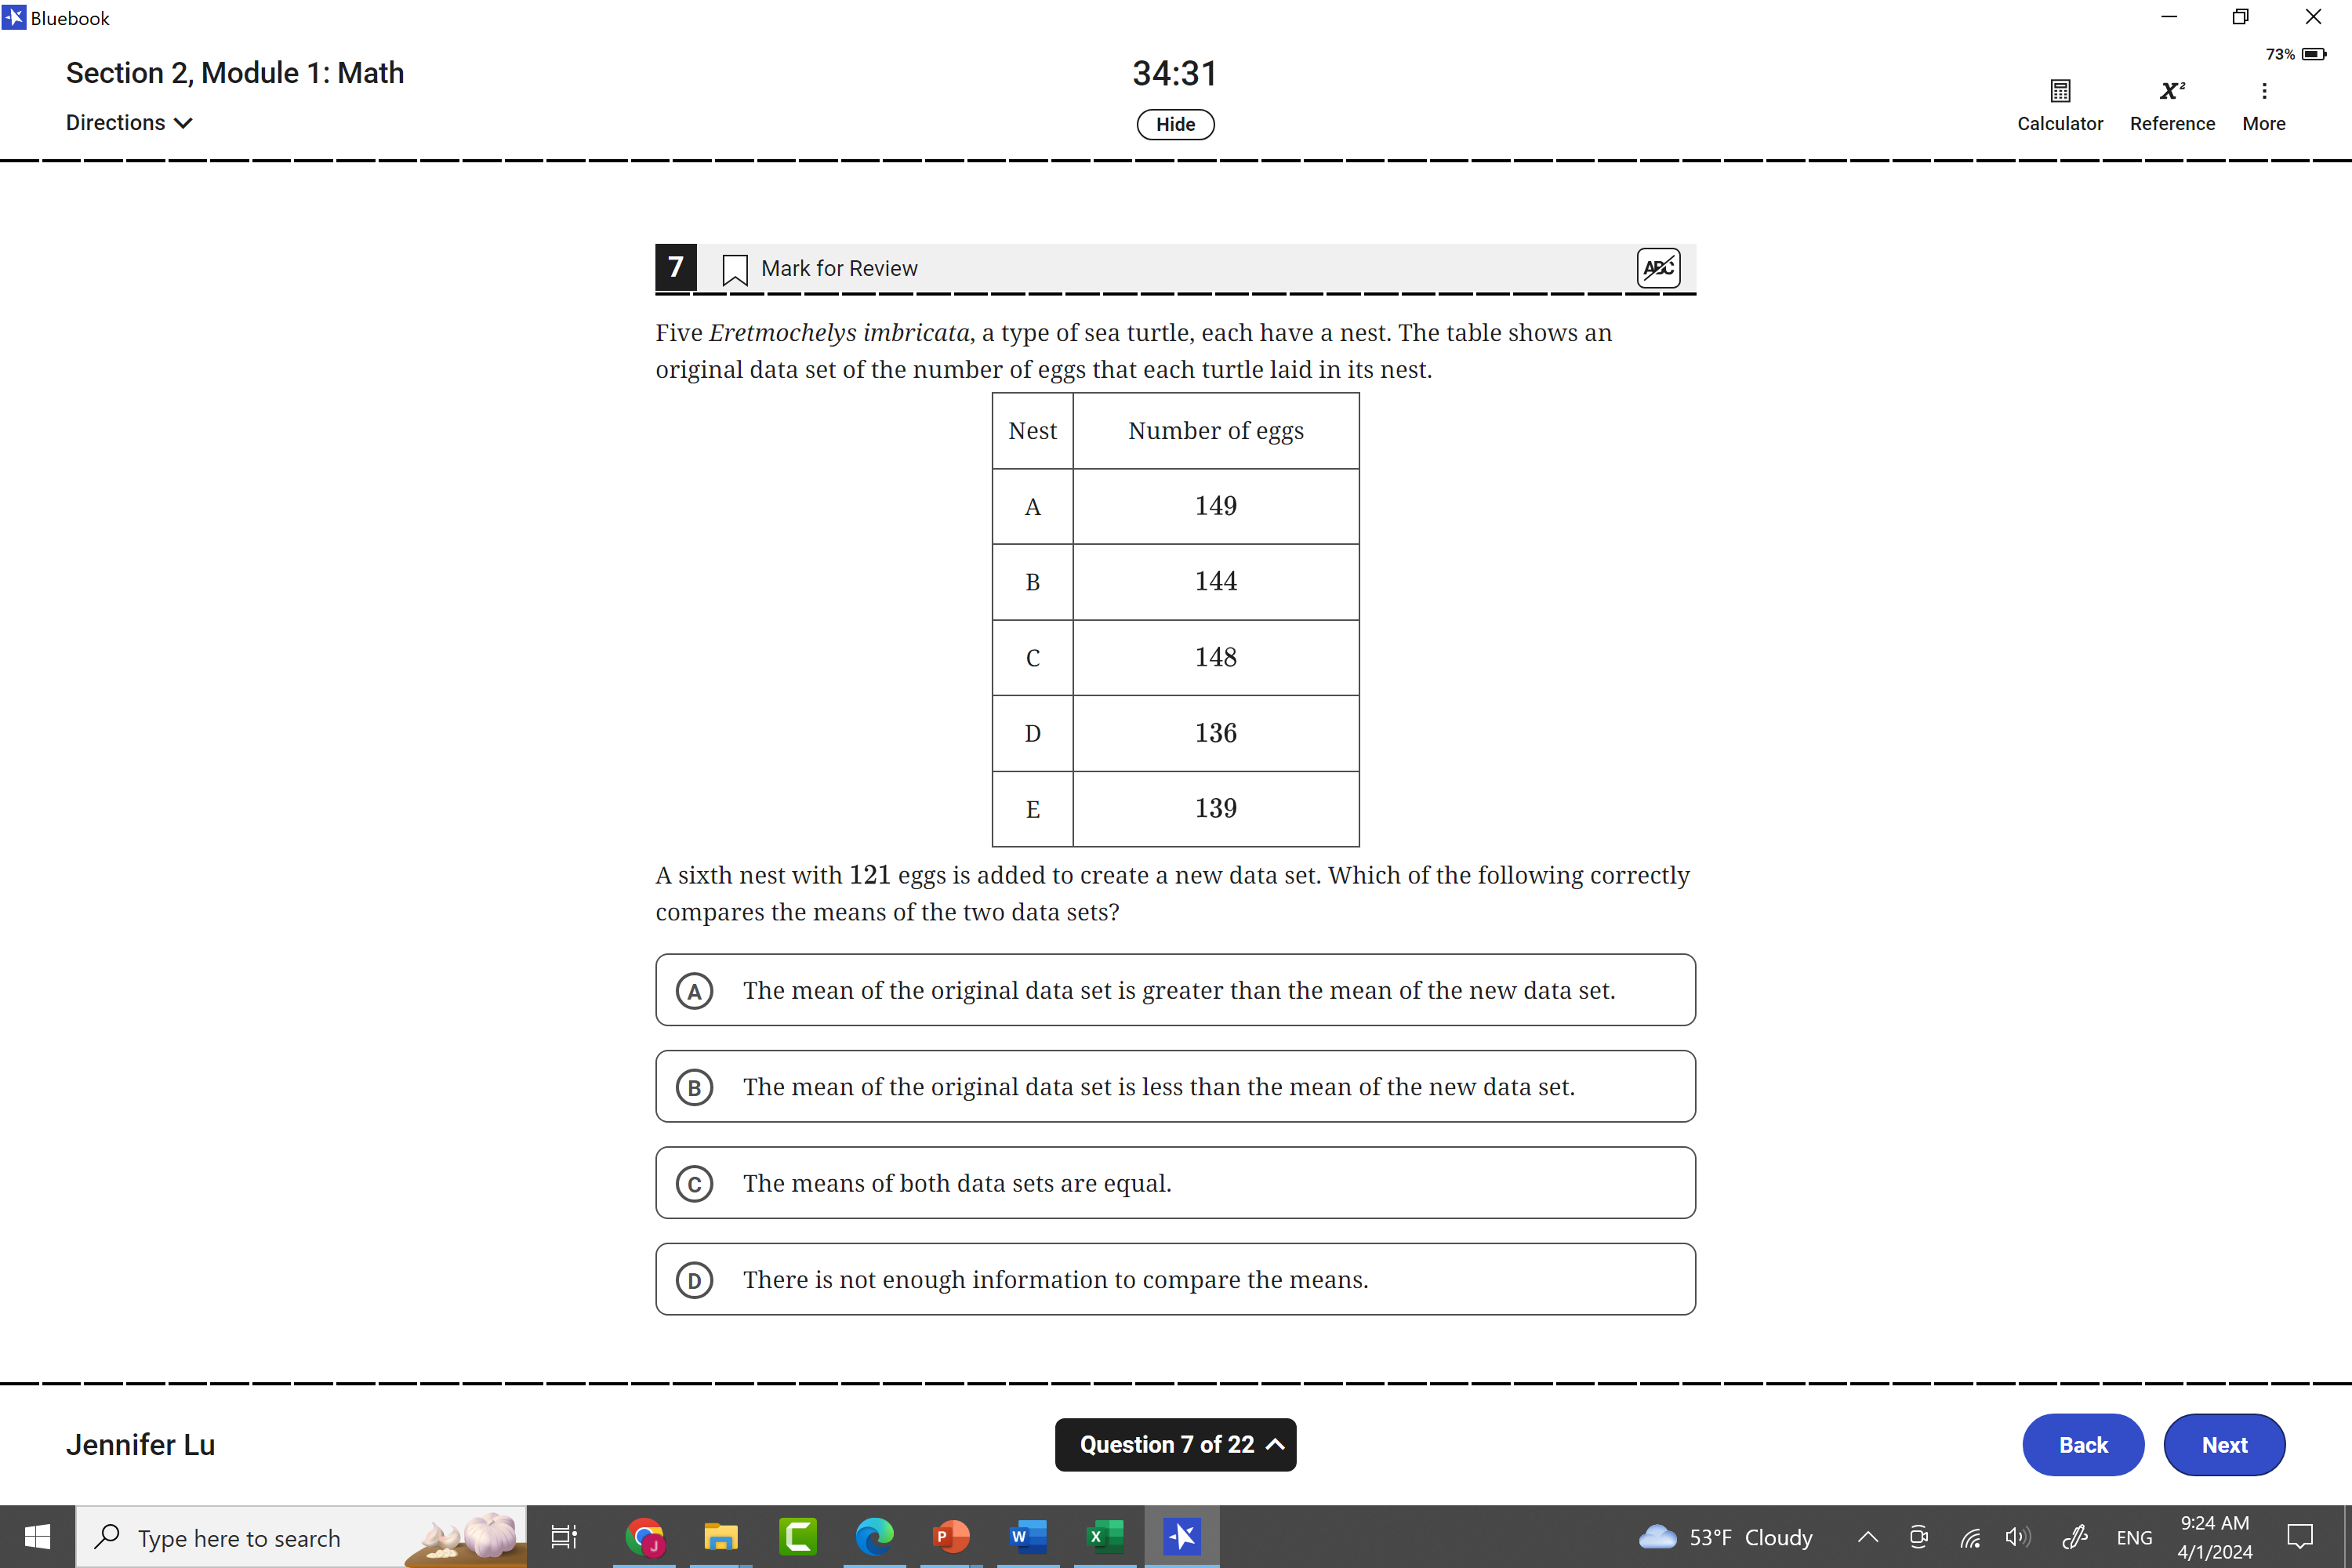 Bluebook
73%
Section 2, Module 1: Math
34:31
Directions
Hide
Calculator
x²
Reference
More
7
Mark for Review
ABC
Five Eretmochelys imbricata, a type of sea turtle, each have a nest. The table shows an
original data set of the number of eggs that each turtle laid in its nest.
Nest Number of eggs
A 149
B 144
C 148
D 136
E 139
A sixth nest with 121 eggs is added to create a new data set. Which of the following correctly
compares the means of the two data sets?
A The mean of the original data set is greater than the mean of the new data set.
B The mean of the original data set is less than the mean of the new data set.
C The means of both data sets are equal.
D There is not enough information to compare the means.
Jennifer Lu
Question 7 of 22
Back
Next
Type here to search
J
P
W
X
53°F Cloudy
ENG
9:24 AM
4/1/2024